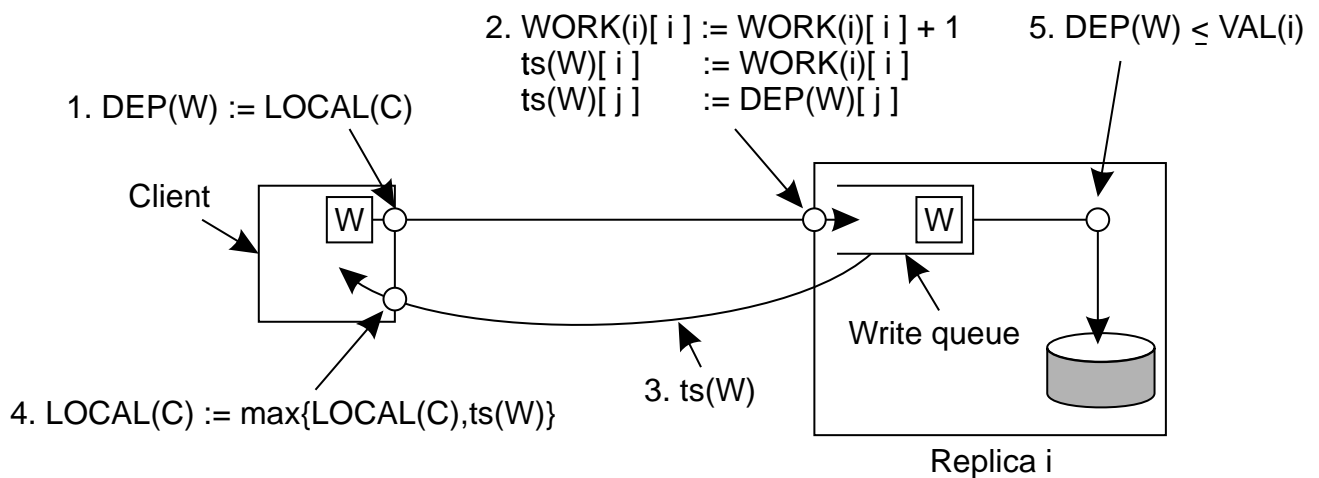 2. WORK(i)[ i ] := WORK(i)[ i ] + 1
ts(W)[ i ] := WORK(i)[ i ]
ts(W)[ j ] := DEP(W)[ j ]
5. DEP(W) ≤ VAL(i)
1. DEP(W) := LOCAL(C)
Client
W
W
Write queue
3. ts(W)
4. LOCAL(C) := max{LOCAL(C),ts(W)}
Replica i